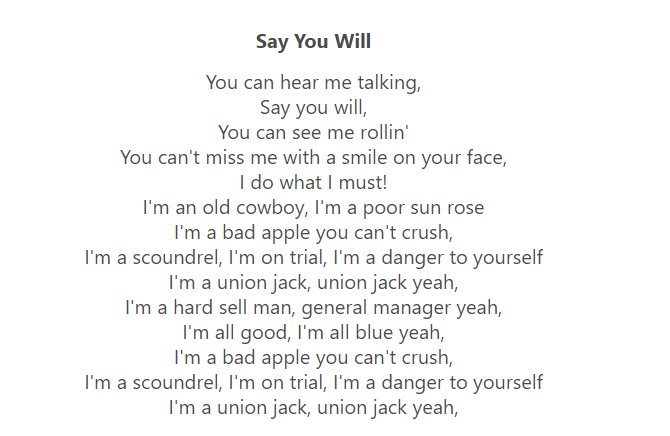 Say You Will
You can hear me talking,
Say you will,
You can see me rollin'
You can't miss me with a smile on your face,
I do what I must!
I'm an old cowboy, I'm a poor sun rose
I'm a bad apple you can't crush,
I'm a scoundrel, I'm on trial, I'm a danger to yourself
I'm a union jack, union jack yeah,
I'm a hard sell man, general manager yeah,
I'm all good, I'm all blue yeah,
I'm a bad apple you can't crush,
I'm a scoundrel, I'm on trial, I'm a danger to yourself
I'm a union jack, union jack yeah,